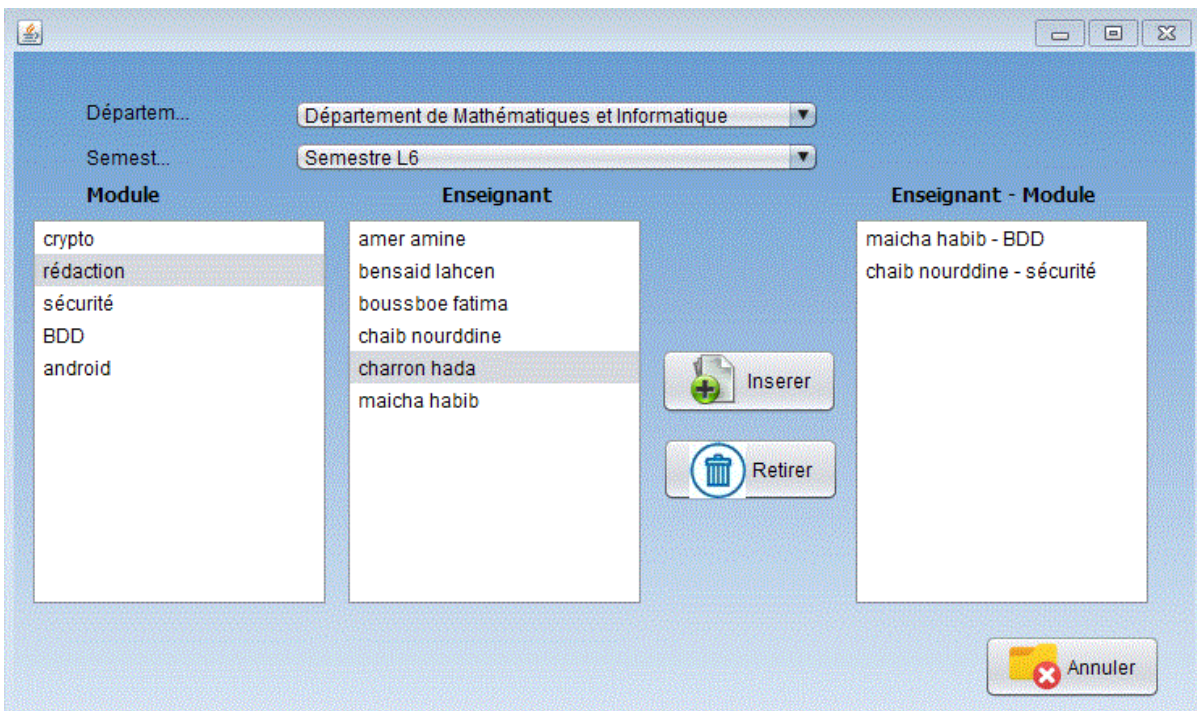 Départem...
Département de Mathématiques et Informatique
Semest...
Semestre L6
Module
Enseignant
Enseignant - Module
crypto
rédaction
sécurité
BDD
android
amer amine
bensaid lahcen
boussboe fatima
chaib nourddine
charron hada
maicha habib
Inserer
Retirer
maicha habib - BDD
chaib nourddine - sécurité
Annuler